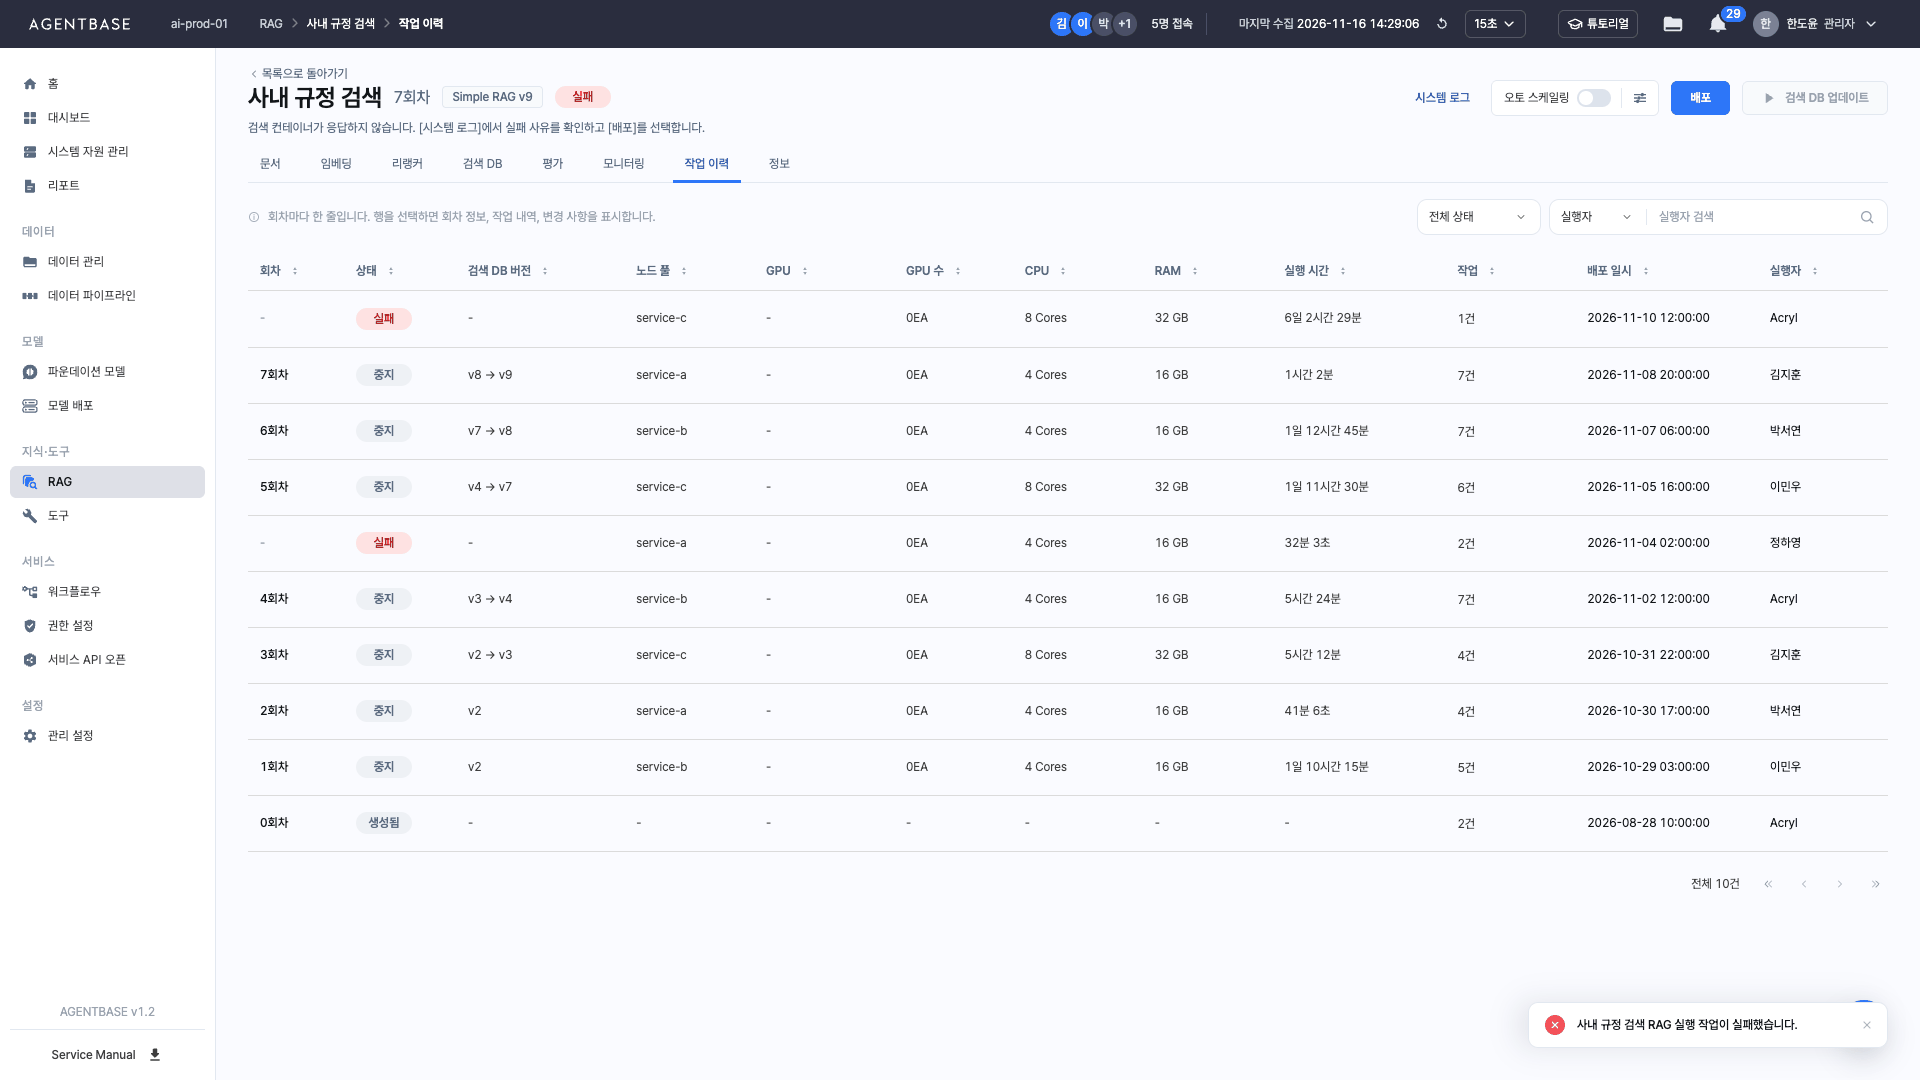 AGENTBASE
ai-prod-01
RAG > 사내 규정 검색 > 작업 이력
김 이 박 +1 5명 접속
마지막 수집 2026-11-16 14:29:06
15초
튜토리얼
29
한 한도윤 관리자
홈
대시보드
시스템 자원 관리
리포트
데이터
데이터 관리
데이터 파이프라인
모델
파운데이션 모델
모델 배포
지식·도구
RAG
도구
서비스
워크플로우
권한 설정
서비스 API 오픈
설정
관리 설정
AGENTBASE v1.2
Service Manual
목록으로 돌아가기
사내 규정 검색 7회차 Simple RAG v9 실패
검색 컨테이너가 응답하지 않습니다. [시스템 로그]에서 실패 사유를 확인하고 [배포]를 선택합니다.
시스템 로그
오토 스케일링
배포
검색 DB 업데이트
문서 임베딩 리랭커 검색 DB 평가 모니터링 작업 이력 정보
회차마다 한 줄입니다. 행을 선택하면 회차 정보, 작업 내역, 변경 사항을 표시합니다.
전체 상태
실행자
실행자 검색
회차 상태 검색 DB 버전 노드 풀 GPU GPU 수 CPU RAM 실행 시간 작업 배포 일시 실행자
- 실패 - service-c - 0EA 8 Cores 32 GB 6일 2시간 29분 1건 2026-11-10 12:00:00 Acryl
7회차 중지 v8 → v9 service-a - 0EA 4 Cores 16 GB 1시간 2분 7건 2026-11-08 20:00:00 김지훈
6회차 중지 v7 → v8 service-b - 0EA 4 Cores 16 GB 1일 12시간 45분 7건 2026-11-07 06:00:00 박서연
5회차 중지 v4 → v7 service-c - 0EA 8 Cores 32 GB 1일 11시간 30분 6건 2026-11-05 16:00:00 이민우
- 실패 - service-a - 0EA 4 Cores 16 GB 32분 3초 2건 2026-11-04 02:00:00 정하영
4회차 중지 v3 → v4 service-b - 0EA 4 Cores 16 GB 5시간 24분 7건 2026-11-02 12:00:00 Acryl
3회차 중지 v2 → v3 service-c - 0EA 8 Cores 32 GB 5시간 12분 4건 2026-10-31 22:00:00 김지훈
2회차 중지 v2 service-a - 0EA 4 Cores 16 GB 41분 6초 4건 2026-10-30 17:00:00 박서연
1회차 중지 v2 service-b - 0EA 4 Cores 16 GB 1일 10시간 15분 5건 2026-10-29 03:00:00 이민우
0회차 생성됨 - - - - - - - 2건 2026-08-28 10:00:00 Acryl
전체 10건
사내 규정 검색 RAG 실행 작업이 실패했습니다.